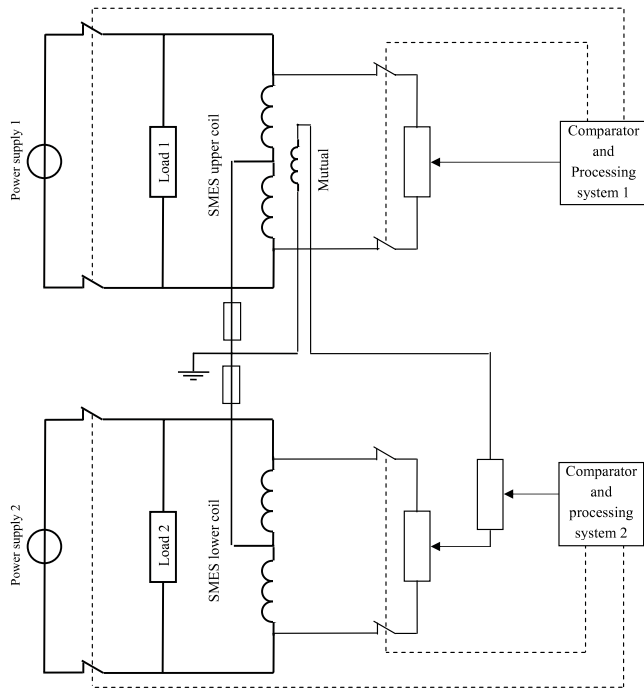 Power supply 1
Load 1
SMES upper coil
Mutual
Comparator
and
Processing
system 1
Power supply 2
Load 2
SMES lower coil
Comparator
and
processing
system 2